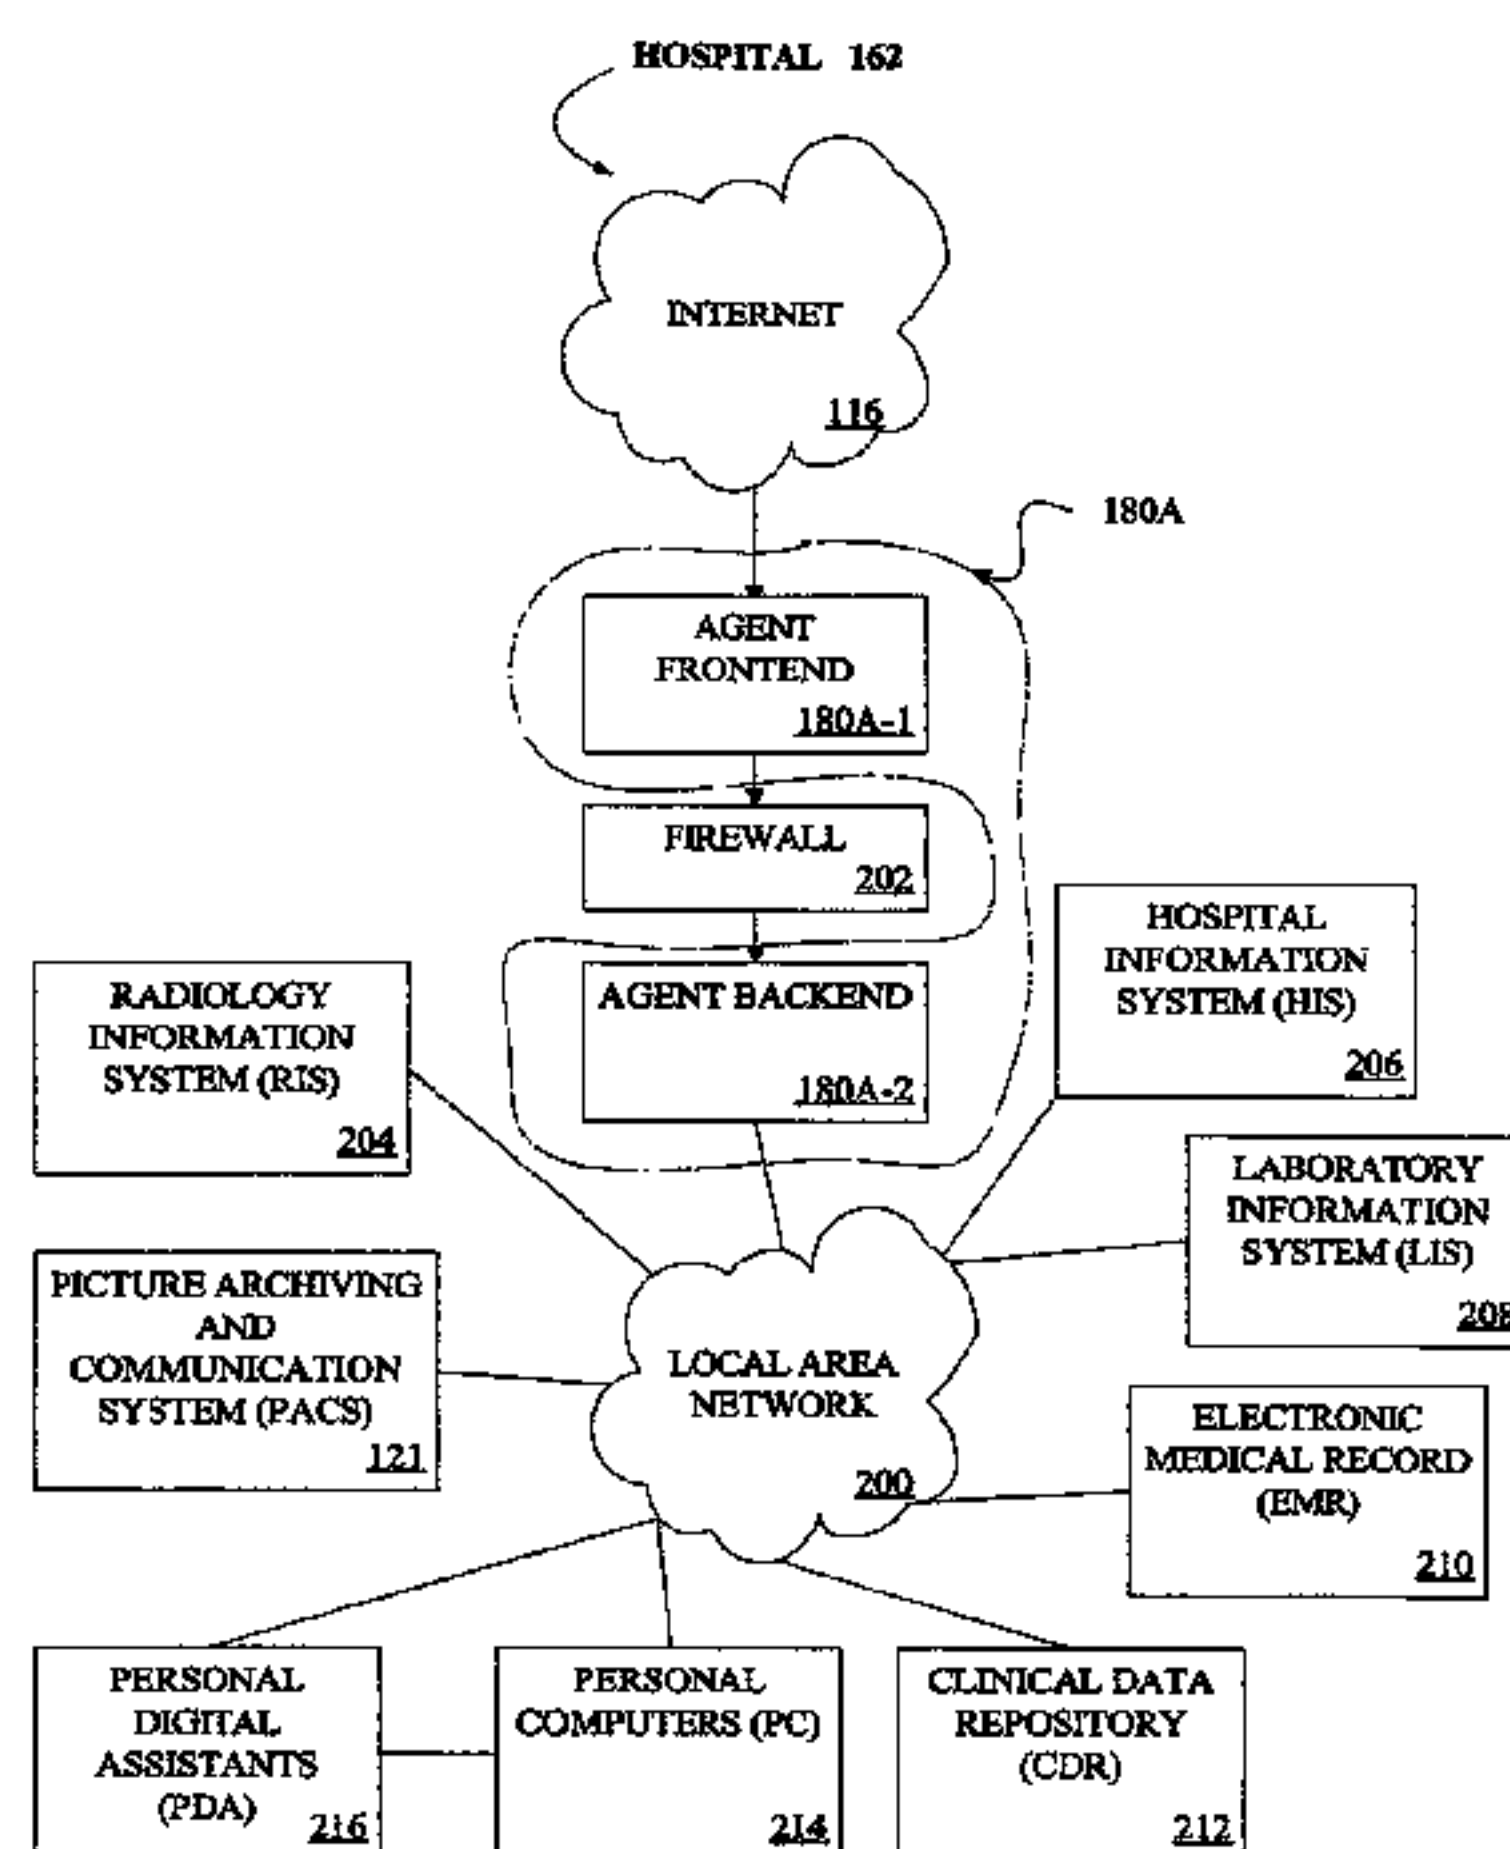 HOSPITAL 162
INTERNET
116
180A
AGENT
FRONTEND
180A-1
FIREWALL
202
AGENT BACKEND
180A-2
HOSPITAL
INFORMATION
SYSTEM (HIS)
206
RADIOLOGY
INFORMATION
SYSTEM (RIS)
204
LABORATORY
INFORMATION
SYSTEM (LIS)
208
PICTURE ARCHIVING
AND
COMMUNICATION
SYSTEM (PACS)
121
LOCAL AREA
NETWORK
200
ELECTRONIC
MEDICAL RECORD
(EMR)
210
PERSONAL
DIGITAL
ASSISTANTS
(PDA)
216
PERSONAL
COMPUTERS (PC)
214
CLINICAL DATA
REPOSITORY
(CDR)
212